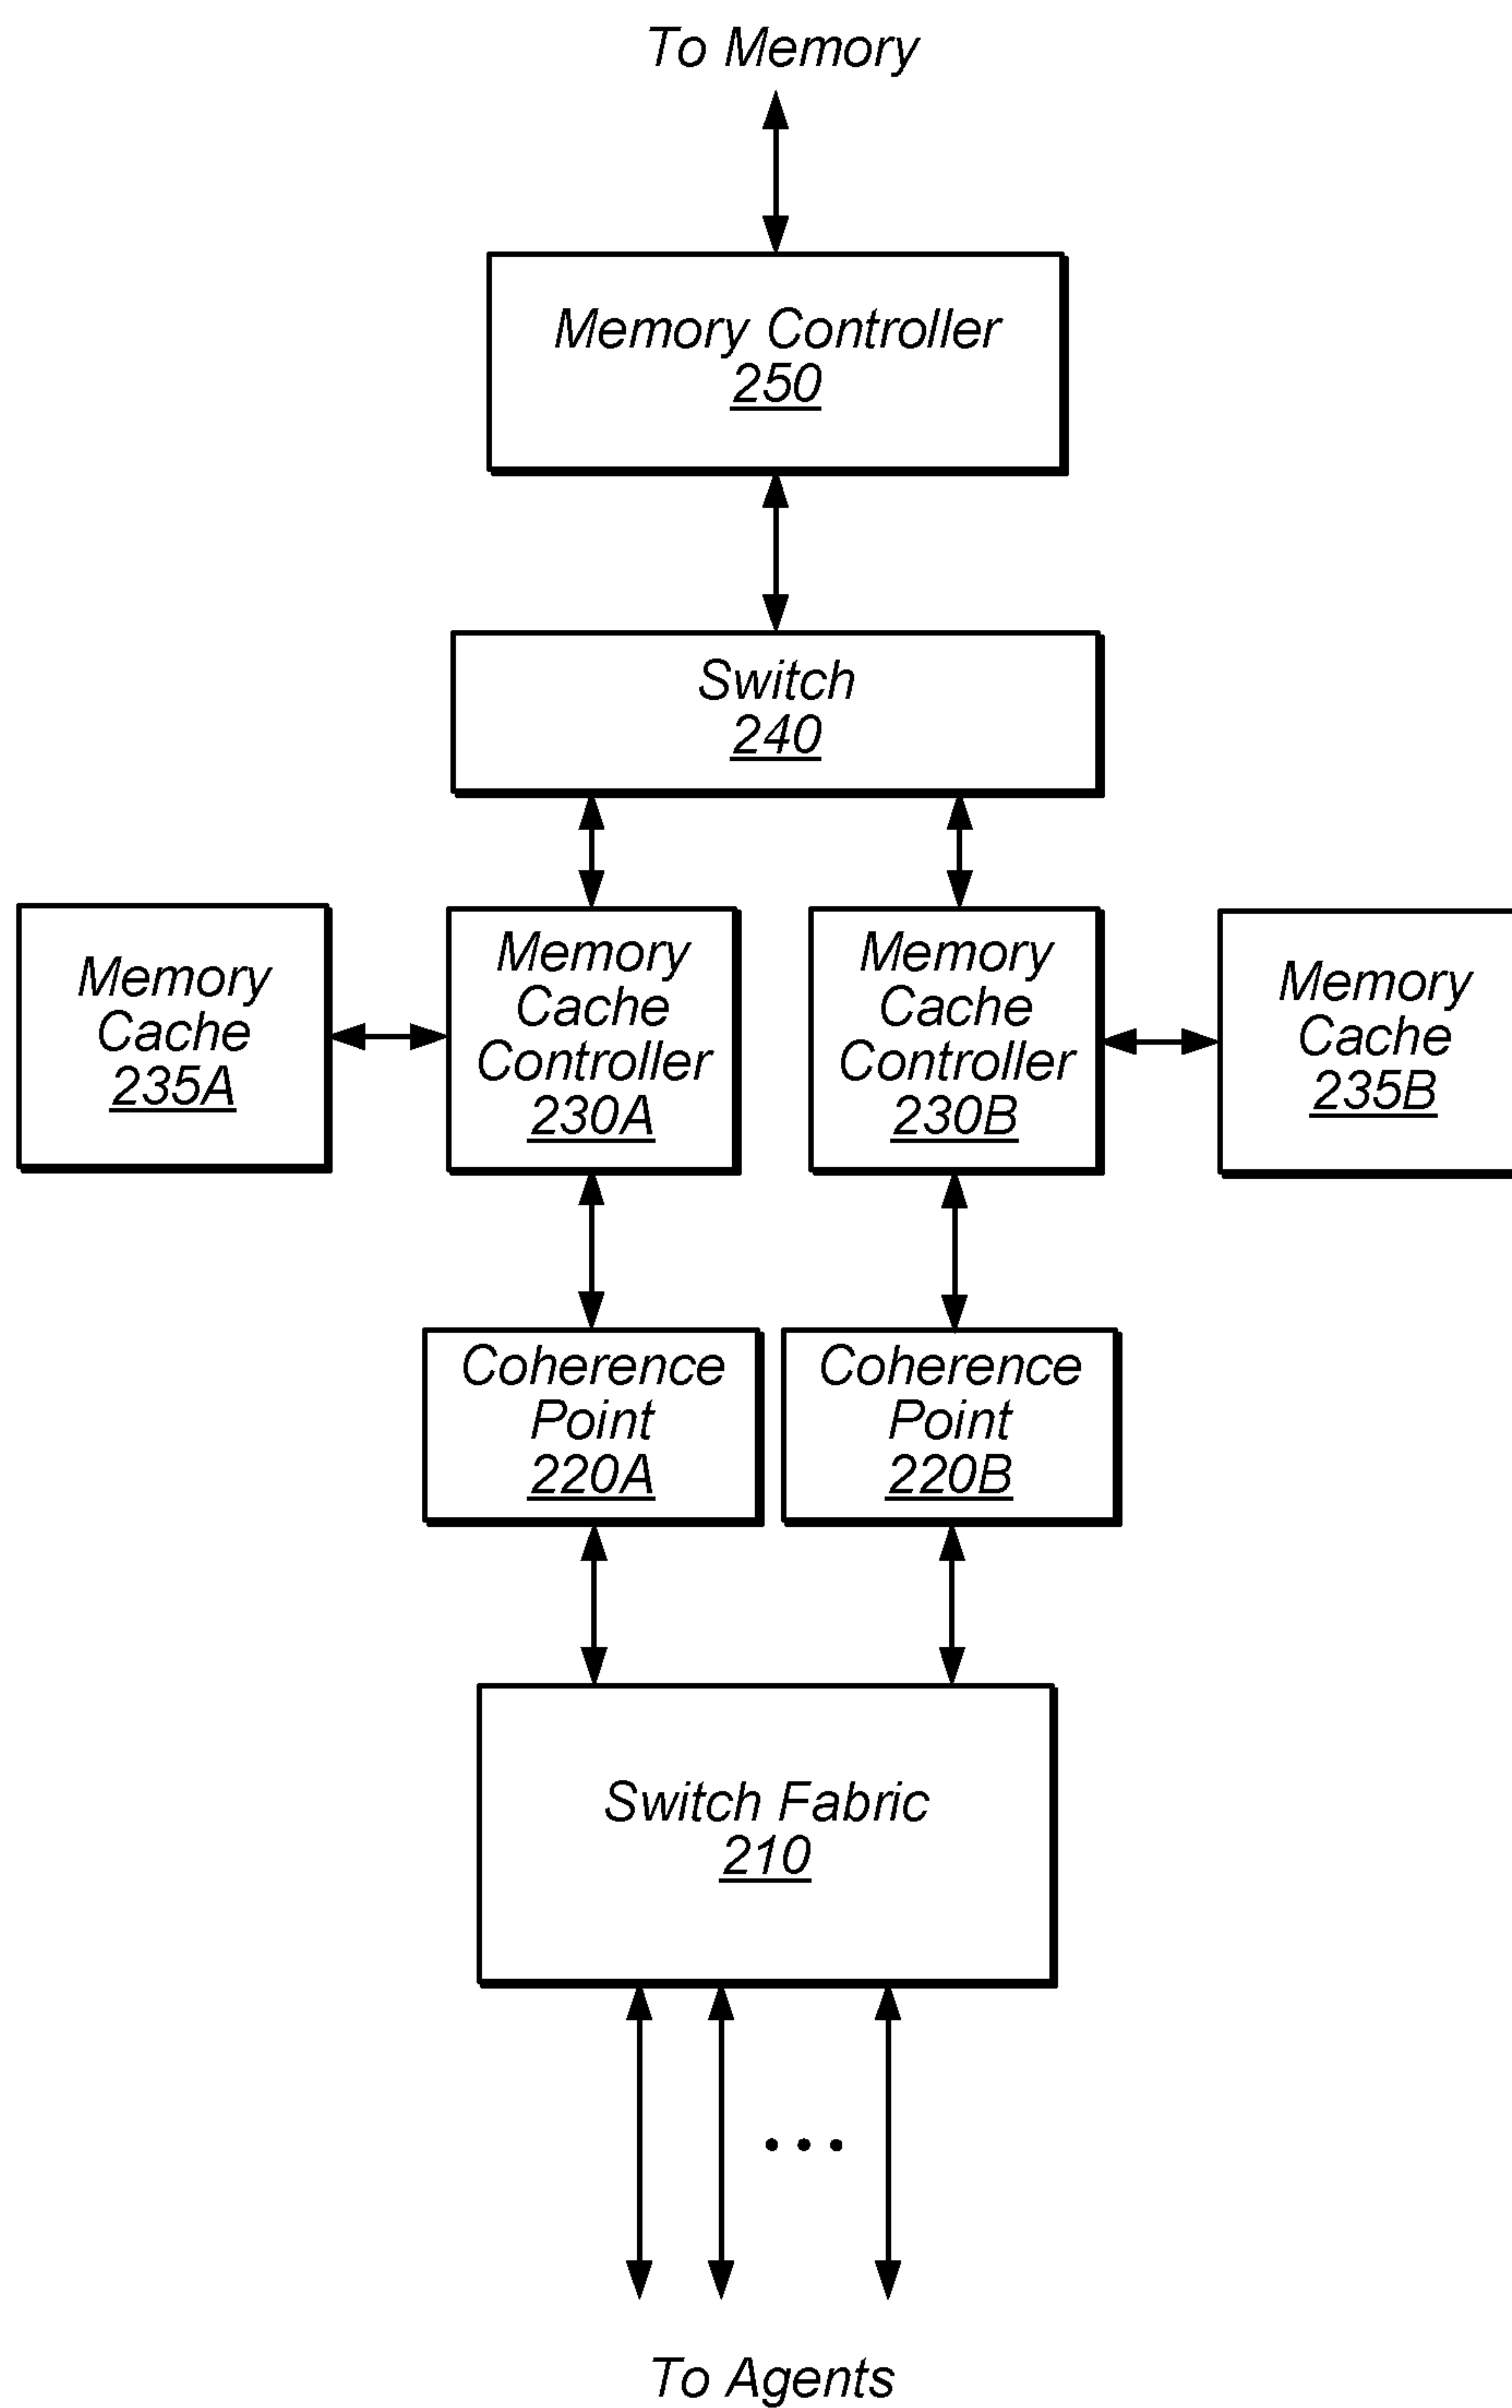 To Memory
Memory Controller
250
Switch
240
Memory
Cache
235A
Memory
Cache
Controller
230A
Memory
Cache
Controller
230B
Memory
Cache
235B
Coherence
Point
220A
Coherence
Point
220B
Switch Fabric
210
To Agents